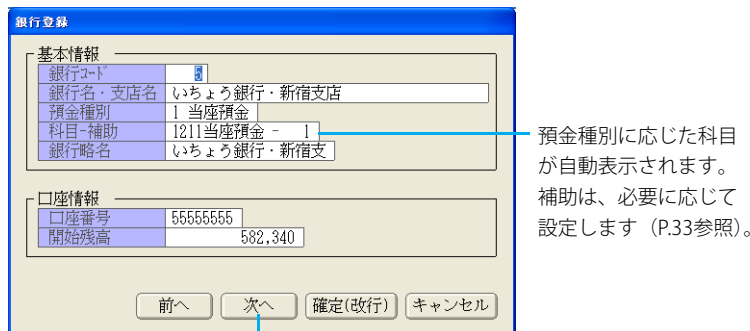 銀行登録
基本情報
銀行コード 5
銀行名・支店名 いちょう銀行・新宿支店
預金種別 1 当座預金
科目-補助 1211当座預金 - 1
銀行略名 いちょう銀行・新宿支
預金種別に応じた科目
が自動表示されます。
補助は、必要に応じて
設定します（P.33参照）。
口座情報
口座番号 55555555
開始残高 582,340
前へ 次へ 確定(改行) キャンセル